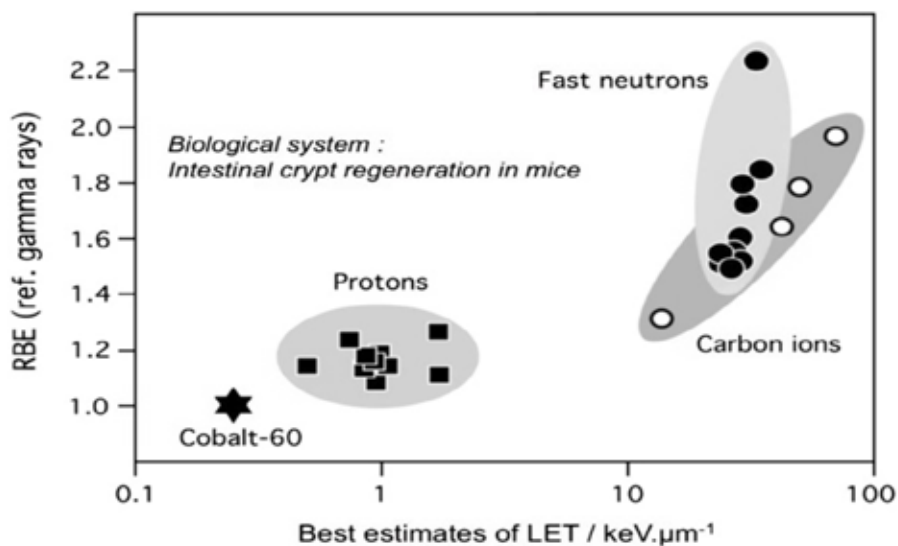 RBE (ref. gamma rays)
2.2
2.0
1.8
1.6
1.4
1.2
1.0
Fast neutrons
Biological system :
Intestinal crypt regeneration in mice
Protons
Carbon ions
Cobalt-60
0.1
1
10
100
Best estimates of LET / keV.µm⁻¹